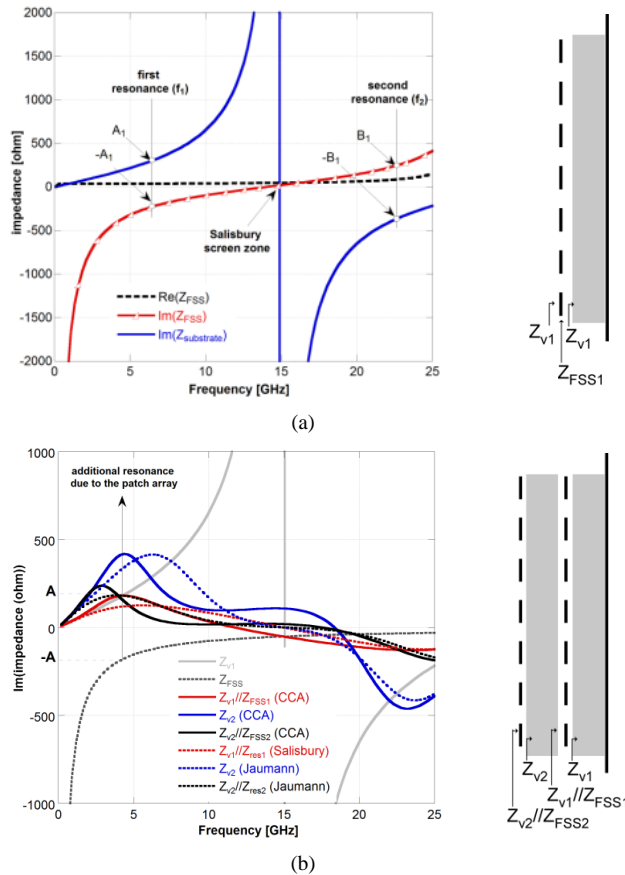 2000
1500
1000
500
0
-500
-1000
-1500
-2000
impedance [ohm]
first
resonance (f1)
A1
-A1
second
resonance (f2)
B1
-B1
Salisbury
screen zone
Re(ZFSS)
Im(ZFSS)
Im(Zsubstrate)
0 5 10 15 20 25
Frequency [GHz]
Zv1 Zv1
ZFSS1
(a)
1000
500
A
0
-A
-500
-1000
Im(impedance (ohm))
additional resonance
due to the patch array
Zv1
ZFSS
Zv1//ZFSS1 (CCA)
Zv2 (CCA)
Zv2//ZFSS2 (CCA)
Zv1//Zres1 (Salisbury)
Zv2 (Jaumann)
Zv2//Zres2 (Jaumann)
0 5 10 15 20 25
Frequency [GHz]
Zv2 Zv1
Zv1//ZFSS1
Zv2//ZFSS2
(b)